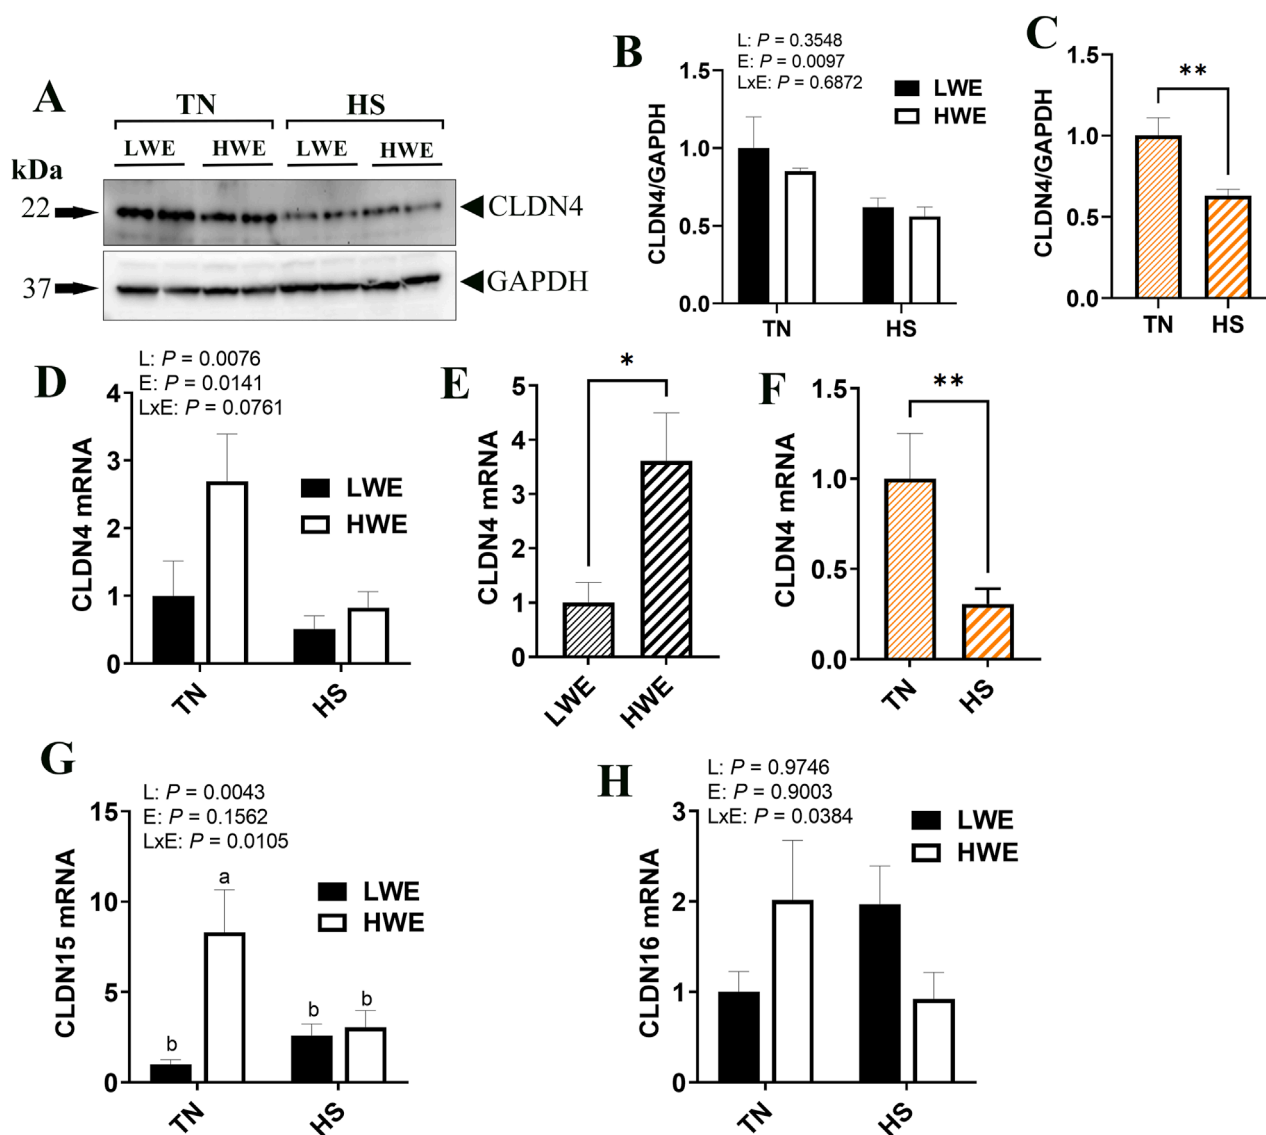 A
TN HS
LWE HWE LWE HWE
kDa
22
CLDN4
37
GAPDH
B
L: P = 0.3548
E: P = 0.0097
LxE: P = 0.6872
LWE
HWE
CLDN4/GAPDH
1.5
1.0
0.5
0.0
TN HS
C
**
CLDN4/GAPDH
1.5
1.0
0.5
0.0
TN HS
D
L: P = 0.0076
E: P = 0.0141
LxE: P = 0.0761
LWE
HWE
CLDN4 mRNA
4
3
2
1
0
TN HS
E
*
CLDN4 mRNA
5
4
3
2
1
0
LWE HWE
F
**
CLDN4 mRNA
1.5
1.0
0.5
0.0
TN HS
G
L: P = 0.0043
E: P = 0.1562
LxE: P = 0.0105
LWE
HWE
CLDN15 mRNA
15
10
5
0
b a b b
TN HS
H
L: P = 0.9746
E: P = 0.9003
LxE: P = 0.0384
LWE
HWE
CLDN16 mRNA
3
2
1
0
TN HS